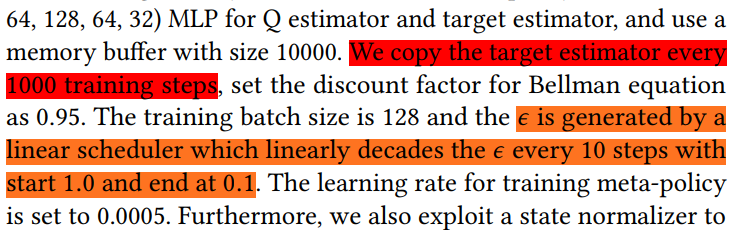 64, 128, 64, 32) MLP for Q estimator and target estimator, and use a
memory buffer with size 10000. We copy the target estimator every
1000 training steps, set the discount factor for Bellman equation
as 0.95. The training batch size is 128 and the ϵ is generated by a
linear scheduler which linearly decades the ϵ every 10 steps with
start 1.0 and end at 0.1. The learning rate for training meta-policy
is set to 0.0005. Furthermore, we also exploit a state normalizer to